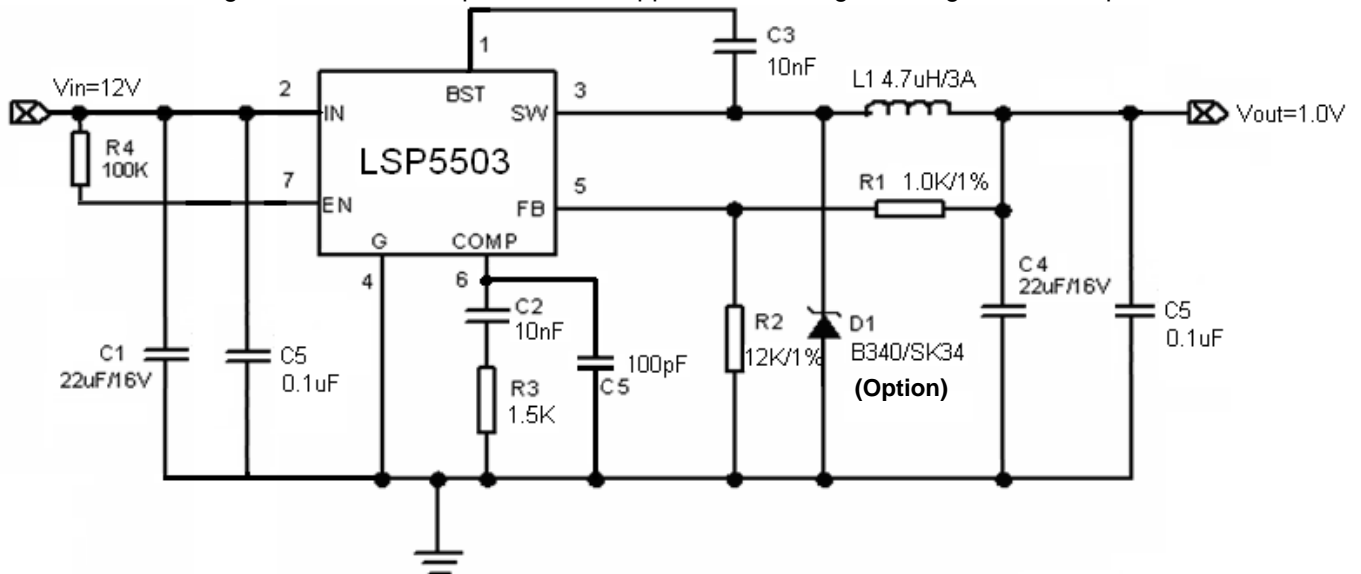 1
C3
10nF
L1 4.7uH/3A
Vin=12V
2
BST
3
IN
SW
Vout=1.0V
R4
100K
LSP5503
7
5
R1 1.0K/1%
EN
FB
G
COMP
4
6
C2
10nF
C4
22uF/16V
C1
22uF/16V
C5
0.1uF
100pF
C5
R3
1.5K
R2
12K/1%
D1
B340/SK34
(Option)
C5
0.1uF